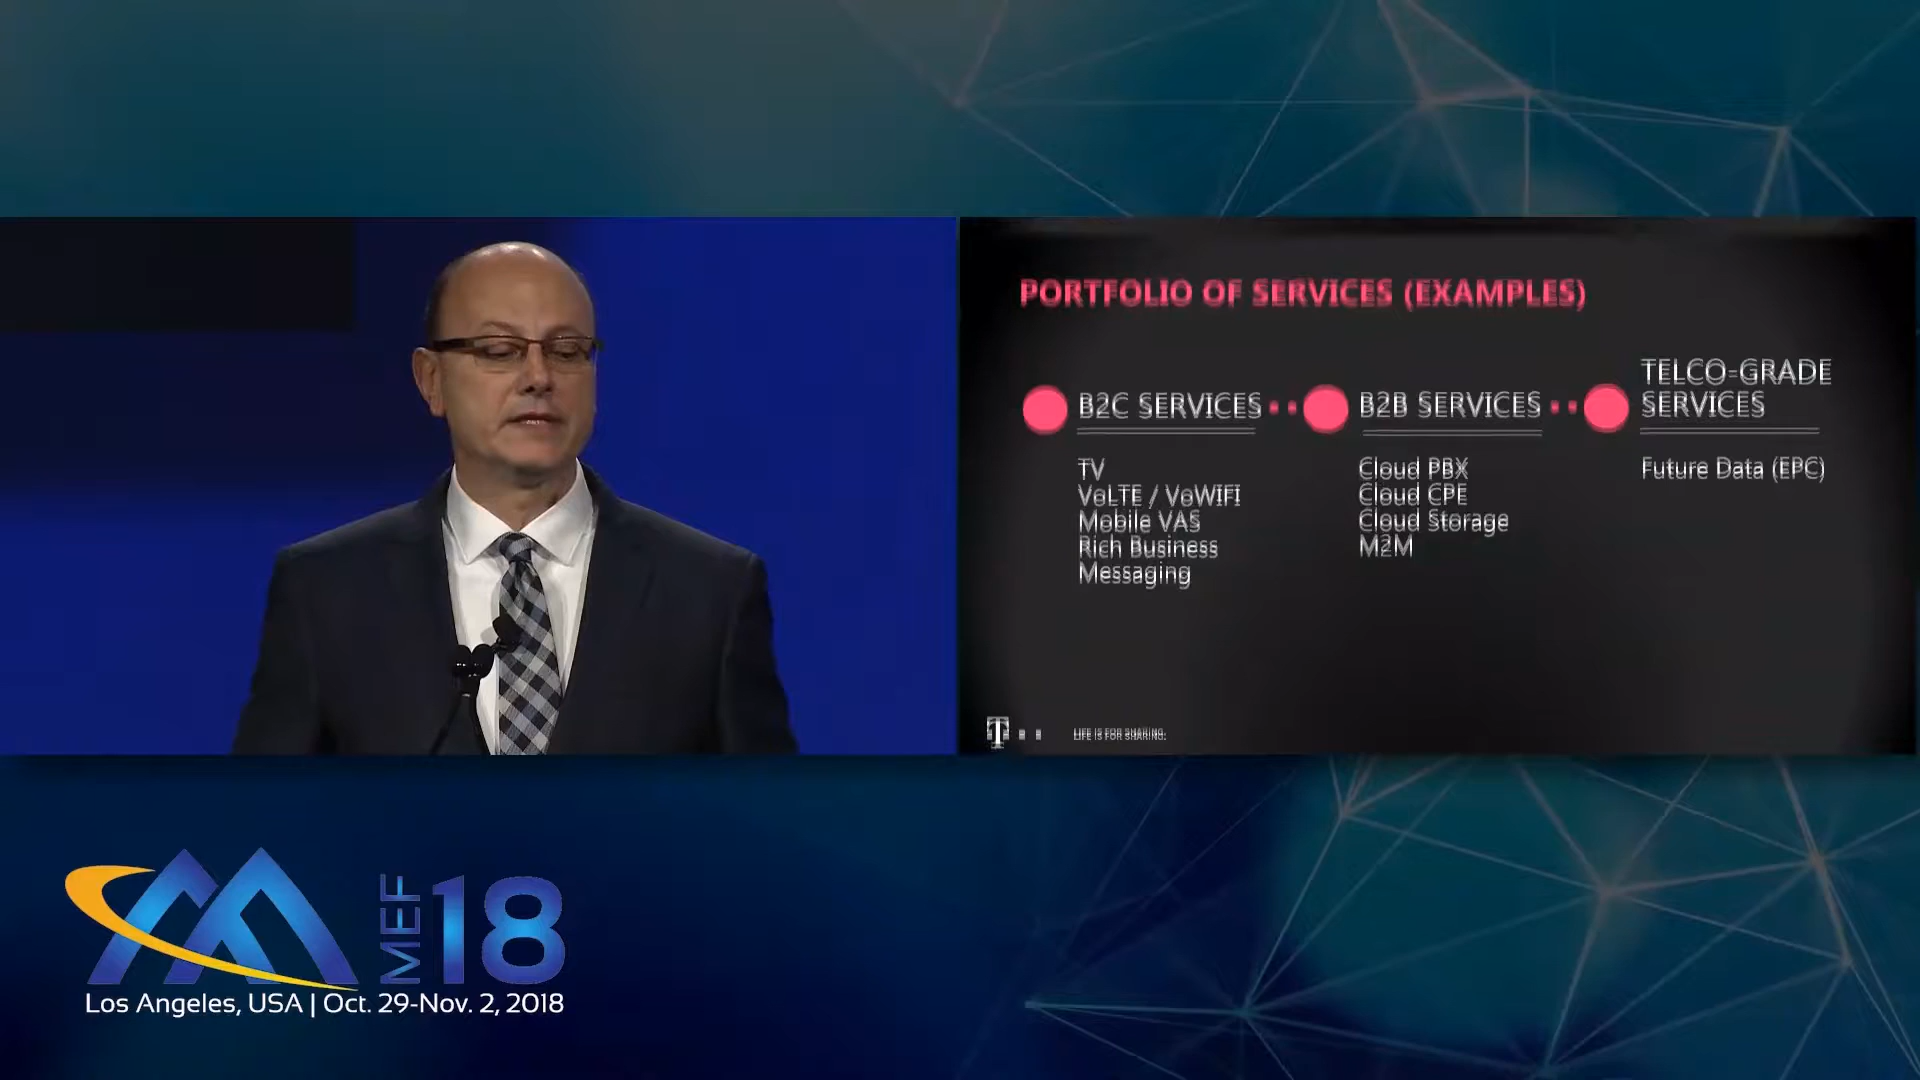 PORTFOLIO OF SERVICES (EXAMPLES)
B2C SERVICES
TV
VoLTE / VoWIFI
Mobile VAS
Rich Business
Messaging
B2B SERVICES
Cloud PBX
Cloud CPE
Cloud Storage
M2M
TELCO-GRADE
SERVICES
Future Data (EPC)
T
LIFE IS FOR SHARING.
MEF 18
Los Angeles, USA | Oct. 29-Nov. 2, 2018